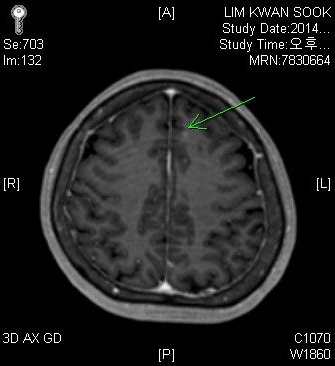 [A]
LIM KWAN SOOK
Study Date:2014...
Study Time:오후...
MRN:7830664
Se:703
Im:132
[R]
[L]
3D AX GD
[P]
C1070
W1860